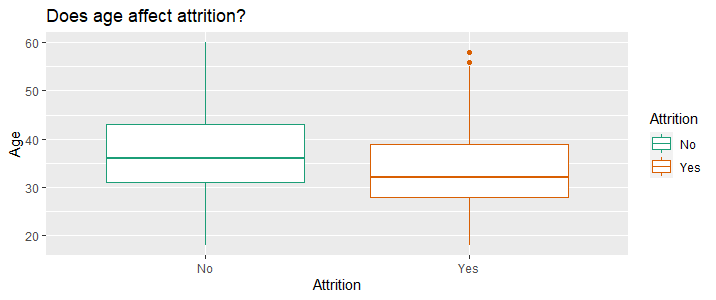 Does age affect attrition?
60
50
40
30
20
Age
No
Yes
Attrition
Attrition
No
Yes